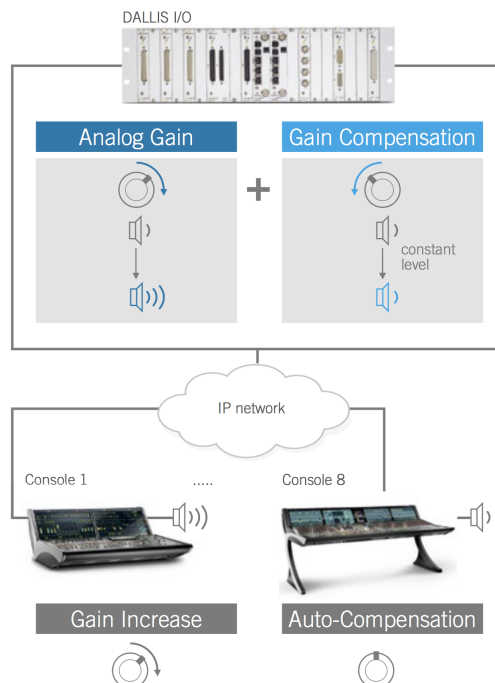 DALLIS I/O
Analog Gain
Gain Compensation
+
constant
level
IP network
Console 1
.....
Console 8
Gain Increase
Auto-Compensation